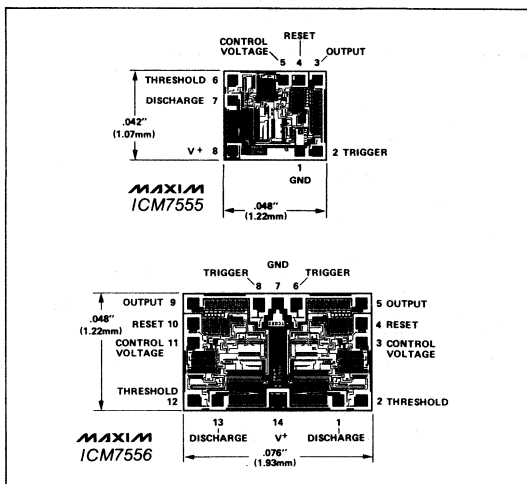 RESET
CONTROL
VOLTAGE
5 4 3 OUTPUT
THRESHOLD 6
DISCHARGE 7
.042"
(1.07mm)
V+ 8
2 TRIGGER
1
GND
MAXIM
ICM7555
.048"
(1.22mm)
GND
TRIGGER TRIGGER
8 7 6
OUTPUT 9
5 OUTPUT
RESET 10
4 RESET
CONTROL 11
VOLTAGE
3 CONTROL
VOLTAGE
.048"
(1.22mm)
THRESHOLD
12
2 THRESHOLD
13 14 1
DISCHARGE V+ DISCHARGE
MAXIM
ICM7556
.076"
(1.93mm)